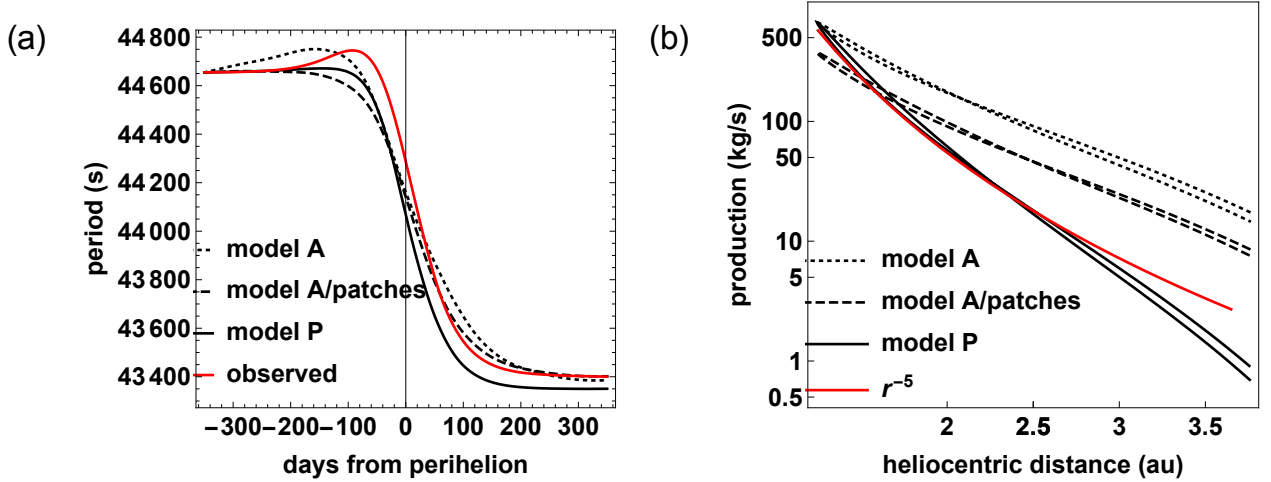 (a)
44 800
44 600
44 400
44 200
44 000
43 800
43 600
43 400
period (s)
model A
model A/patches
model P
observed
−300 −200 −100 0 100 200 300
days from perihelion
(b)
500
100
50
10
5
1
0.5
production (kg/s)
model A
model A/patches
model P
r⁻⁵
2 2.5 3 3.5
heliocentric distance (au)